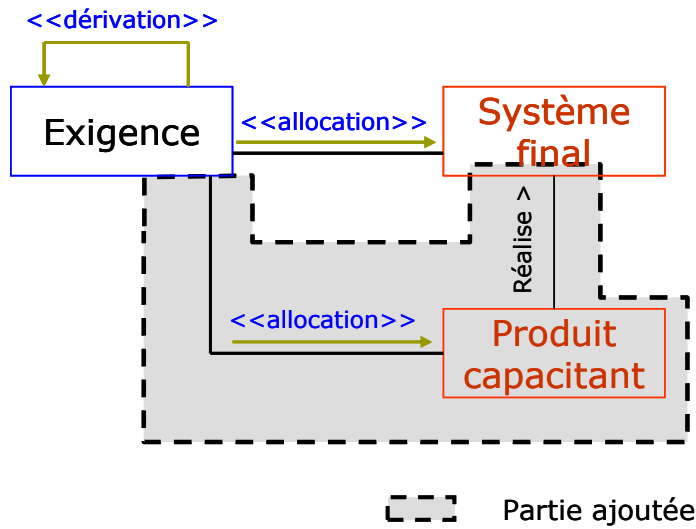 <<dérivation>>
Exigence
<<allocation>>
Système
final
Réalise >
<<allocation>>
Produit
capacitant
Partie ajoutée